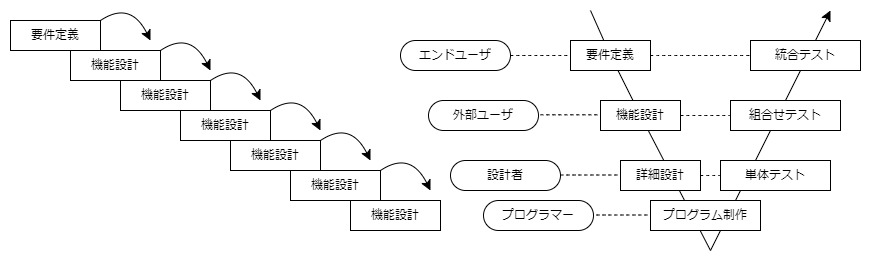 要件定義
機能設計
機能設計
機能設計
機能設計
機能設計
機能設計
エンドユーザ
要件定義
統合テスト
外部ユーザ
機能設計
組合せテスト
設計者
詳細設計
単体テスト
プログラマー
プログラム制作